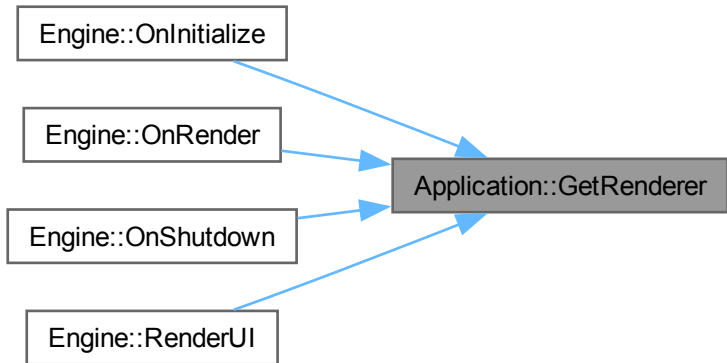 Engine::OnInitialize
Engine::OnRender
Application::GetRenderer
Engine::OnShutdown
Engine::RenderUI